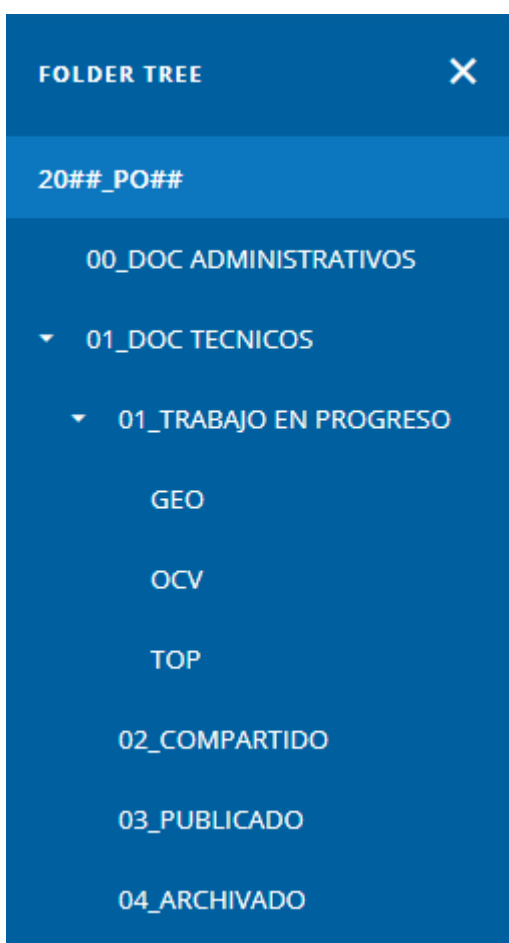 FOLDER TREE
20##_PO##
00_DOC ADMINISTRATIVOS
01_DOC TECNICOS
01_TRABAJO EN PROGRESO
GEO
OCV
TOP
02_COMPARTIDO
03_PUBLICADO
04_ARCHIVADO